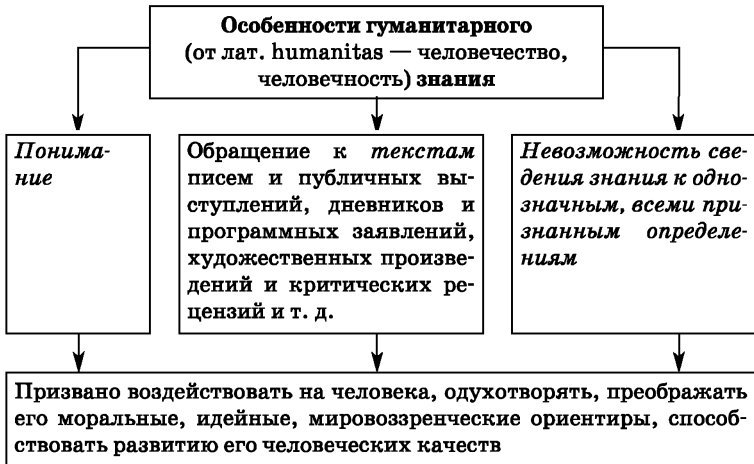 Особенности гуманитарного
(от лат. humanitas — человечество,
человечность) знания
Понима-
ние
Обращение к текстам
писем и публичных вы-
ступлений, дневников и
программных заявлений,
художественных произве-
дений и критических ре-
цензий и т. д.
Невозможность све-
дения знания к одно-
значным, всеми при-
знанным определе-
ниям
Призвано воздействовать на человека, одухотворять, преображать
его моральные, идейные, мировоззренческие ориентиры, способ-
ствовать развитию его человеческих качеств